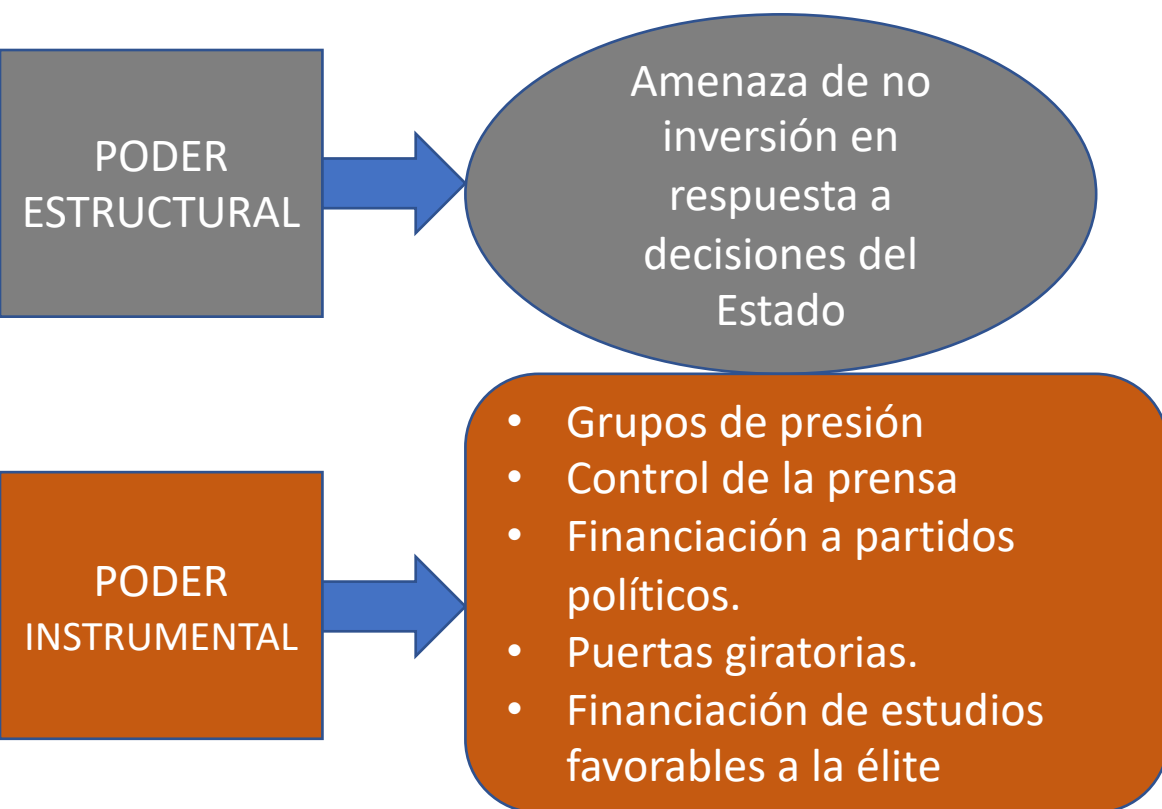 PODER
ESTRUCTURAL
Amenaza de no
inversión en
respuesta a
decisiones del
Estado
PODER
INSTRUMENTAL
• Grupos de presión
• Control de la prensa
• Financiación a partidos
políticos.
• Puertas giratorias.
• Financiación de estudios
favorables a la élite